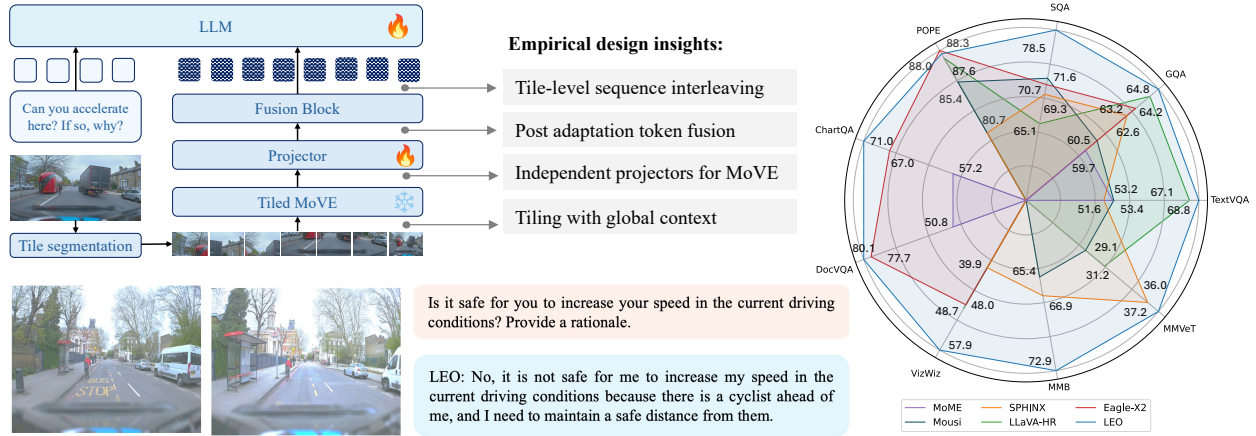 LLM
Can you accelerate
here? If so, why?
Fusion Block
Projector
Tiled MoVE
Tile segmentation
Empirical design insights:
Tile-level sequence interleaving
Post adaptation token fusion
Independent projectors for MoVE
Tiling with global context
BUS
STOP
Is it safe for you to increase your speed in the current driving
conditions? Provide a rationale.
LEO: No, it is not safe for me to increase my speed in the
current driving conditions because there is a cyclist ahead of
me, and I need to maintain a safe distance from them.
SQA
POPE
GQA
ChartQA
TextVQA
DocVQA
MMVeT
VizWiz
MMB
88.3
88.0
87.6
85.4
80.7
78.5
71.6
70.7
69.3
65.1
64.8
64.2
63.2
62.6
60.5
59.7
71.0
67.0
57.2
53.2
67.1
51.6
53.4
68.8
50.8
80.1
77.7
29.1
31.2
36.0
37.2
39.9
48.0
48.7
57.9
65.4
66.9
72.9
MoME
Mousi
SPHINX
LLaVA-HR
Eagle-X2
LEO